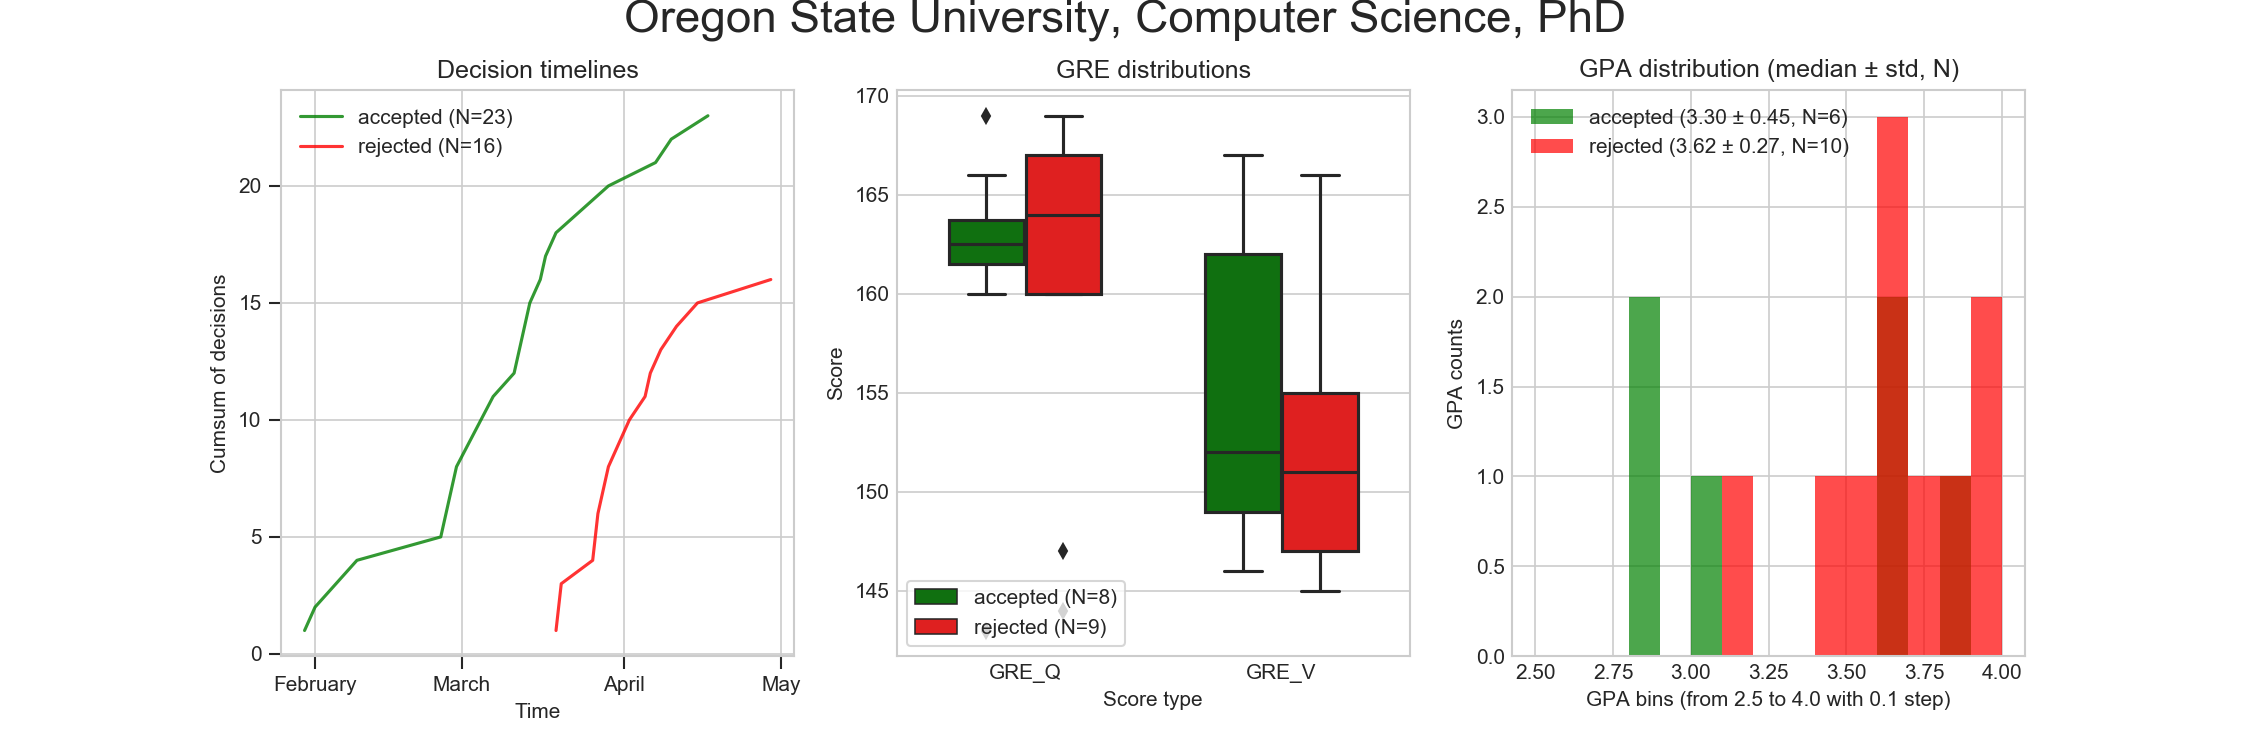 Oregon State University, Computer Science, PhD
Decision timelines
accepted (N=23)
rejected (N=16)
20
15
10
5
0
Cumsum of decisions
February March April May
Time
GRE distributions
170
165
160
155
150
145
Score
accepted (N=8)
rejected (N=9)
GRE_Q GRE_V
Score type
GPA distribution (median ± std, N)
accepted (3.30 ± 0.45, N=6)
rejected (3.62 ± 0.27, N=10)
3.0
2.5
2.0
1.5
1.0
0.5
0.0
GPA counts
2.50 2.75 3.00 3.25 3.50 3.75 4.00
GPA bins (from 2.5 to 4.0 with 0.1 step)